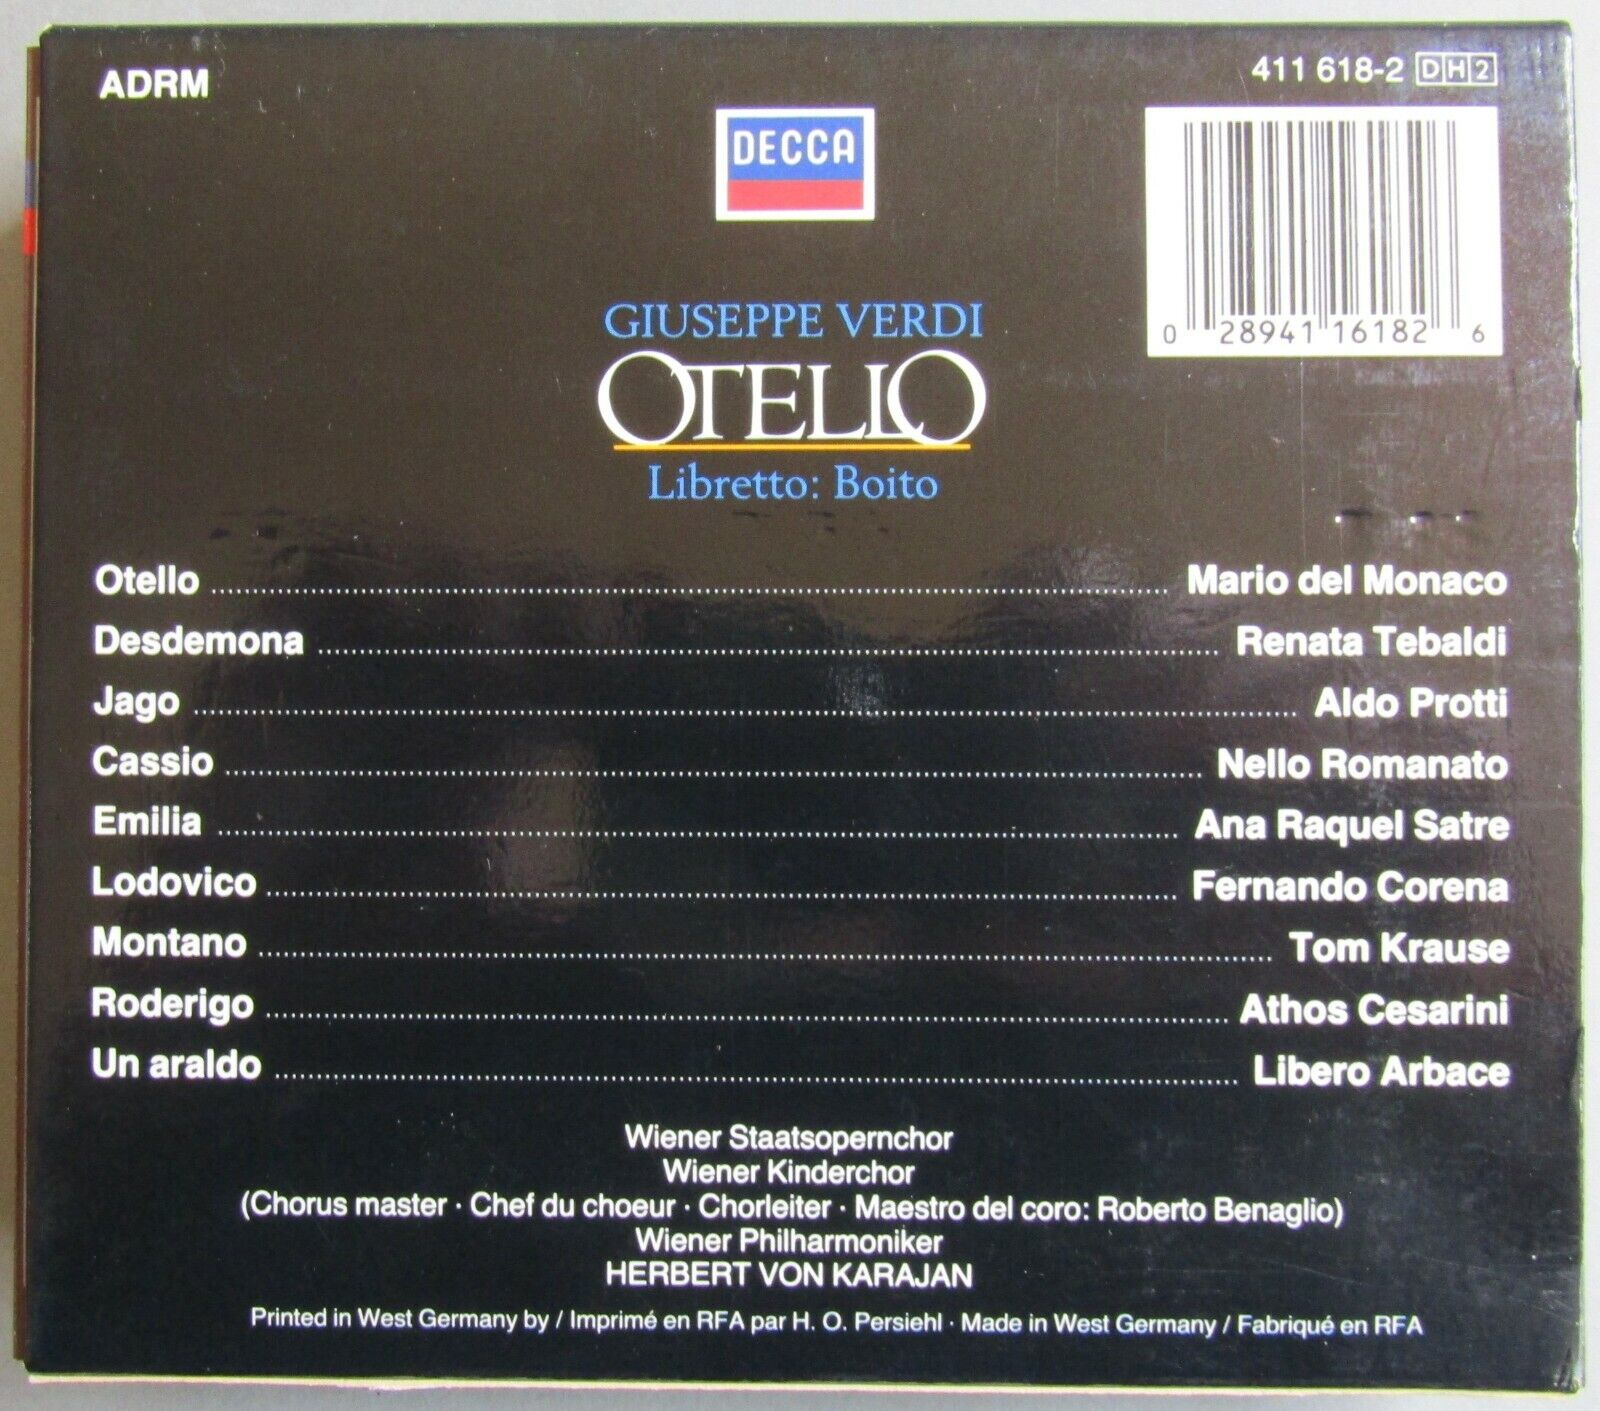 ADRM
411 618-2 DH2
DECCA
0 28941 16182 6
GIUSEPPE VERDI
OTELLO
Libretto: Boito
Otello ........ Mario del Monaco
Desdemona ........ Renata Tebaldi
Jago ........ Aldo Protti
Cassio ........ Nello Romanato
Emilia ........ Ana Raquel Satre
Lodovico ........ Fernando Corena
Montano ........ Tom Krause
Roderigo ........ Athos Cesarini
Un araldo ........ Libero Arbace
Wiener Staatsopernchor
Wiener Kinderchor
(Chorus master · Chef du choeur · Chorleiter · Maestro del coro: Roberto Benaglio)
Wiener Philharmoniker
HERBERT VON KARAJAN
Printed in West Germany by / Imprimé en RFA par H. O. Persiehl · Made in West Germany / Fabriqué en RFA